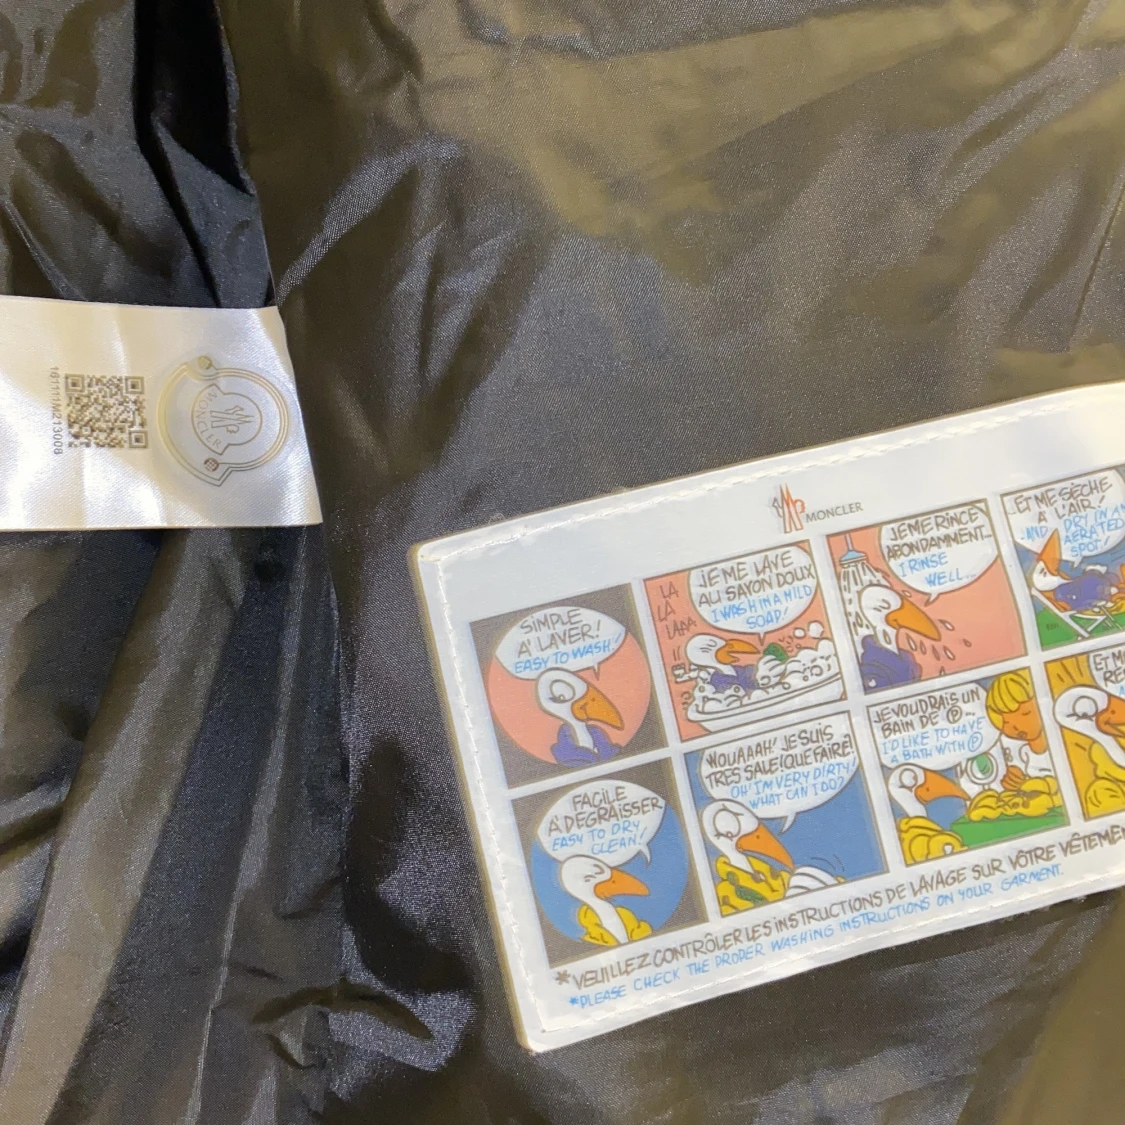 MONCLER
161111M213006
MONCLER
SIMPLE
A' LAVER!
EASY TO WASH!
LA
LA
LAAA
JE ME LAVE
AU SAVON DOUX
I WASH IN A MILD
SOAP!
JE ME RINCE
ABONDAMMENT...
I RINSE
WELL...
..ET ME SÈCHE
A L'AIR!
DRY IN AN
AERATED
SPOT!
FACILE
A' DEGRAISSER
EASY TO DRY
CLEAN!
WOUAAAH! JE SUIS
TRES SALE! QUE FAIRE!
OH! I'M VERY DIRTY!
WHAT CAN I DO?
JE VOUDRAIS UN
BAIN DE Ⓟ...
I'D LIKE TO HAVE
A BATH WITH Ⓟ
ET
*VEUILLEZ CONTRÔLER LES INSTRUCTIONS DE LAVAGE SUR VÔTRE VÊTEMEN
*PLEASE CHECK THE PROPER WASHING INSTRUCTIONS ON YOUR GARMENT.